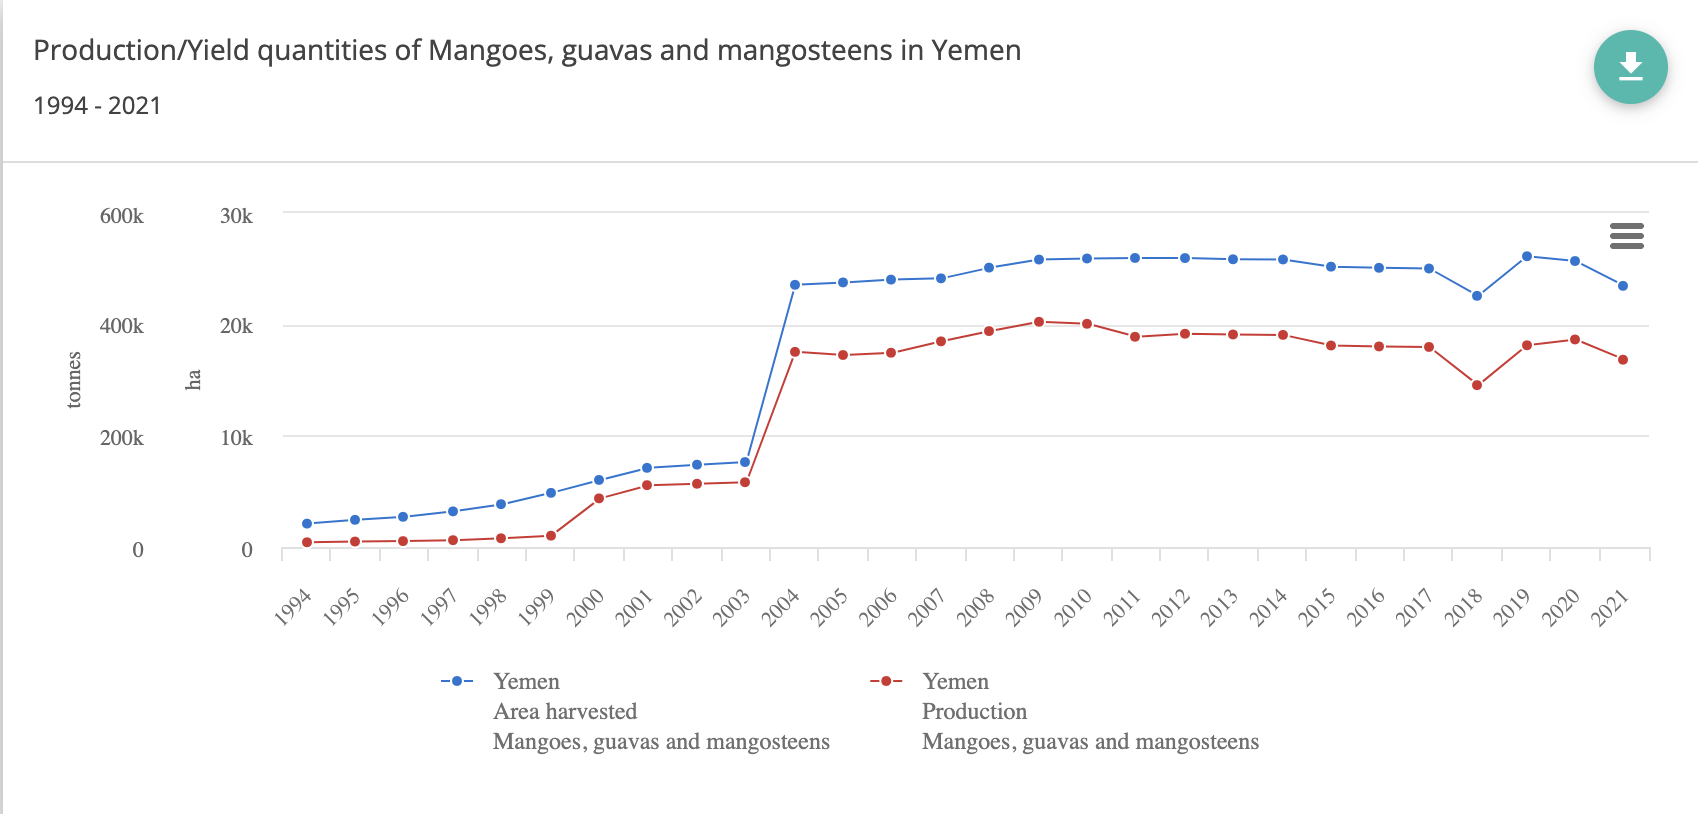 Production/Yield quantities of Mangoes, guavas and mangosteens in Yemen
1994 - 2021
600k 30k
400k 20k
tonnes
ha
200k 10k
0 0
1994 1995 1996 1997 1998 1999 2000 2001 2002 2003 2004 2005 2006 2007 2008 2009 2010 2011 2012 2013 2014 2015 2016 2017 2018 2019 2020 2021
Yemen
Area harvested
Mangoes, guavas and mangosteens
Yemen
Production
Mangoes, guavas and mangosteens